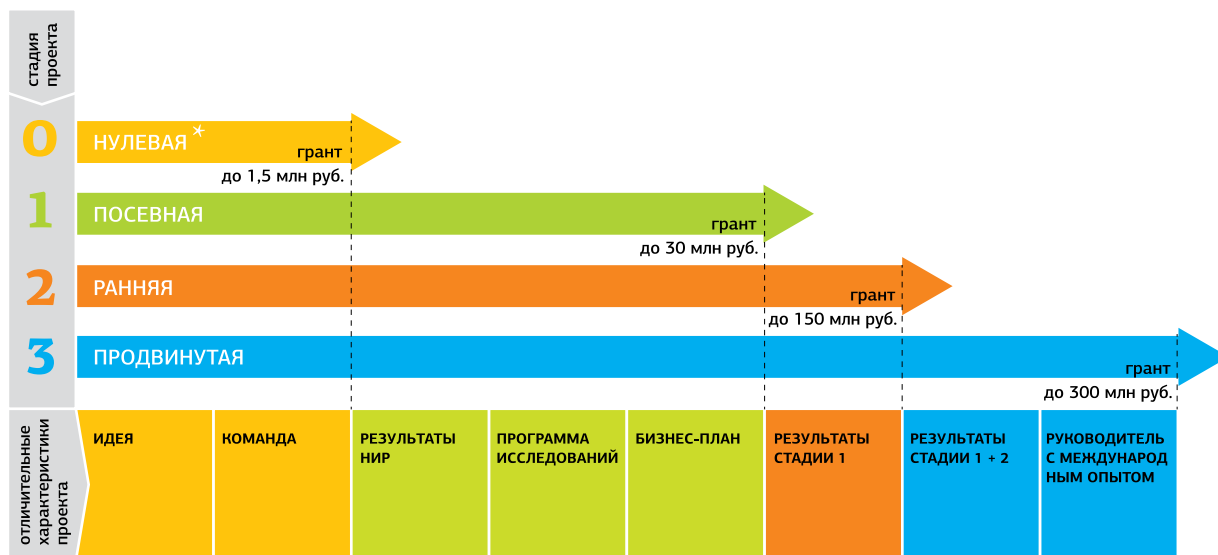 стадия
проекта
0
НУЛЕВАЯ *
грант
до 1,5 млн руб.
1
ПОСЕВНАЯ
грант
до 30 млн руб.
2
РАННЯЯ
грант
до 150 млн руб.
3
ПРОДВИНУТАЯ
грант
до 300 млн руб.
отличительные
характеристики
проекта
ИДЕЯ
КОМАНДА
РЕЗУЛЬТАТЫ
НИР
ПРОГРАММА
ИССЛЕДОВАНИЙ
БИЗНЕС-ПЛАН
РЕЗУЛЬТАТЫ
СТАДИИ 1
РЕЗУЛЬТАТЫ
СТАДИИ 1 + 2
РУКОВОДИТЕЛЬ
С МЕЖДУНАРОД
НЫМ ОПЫТОМ